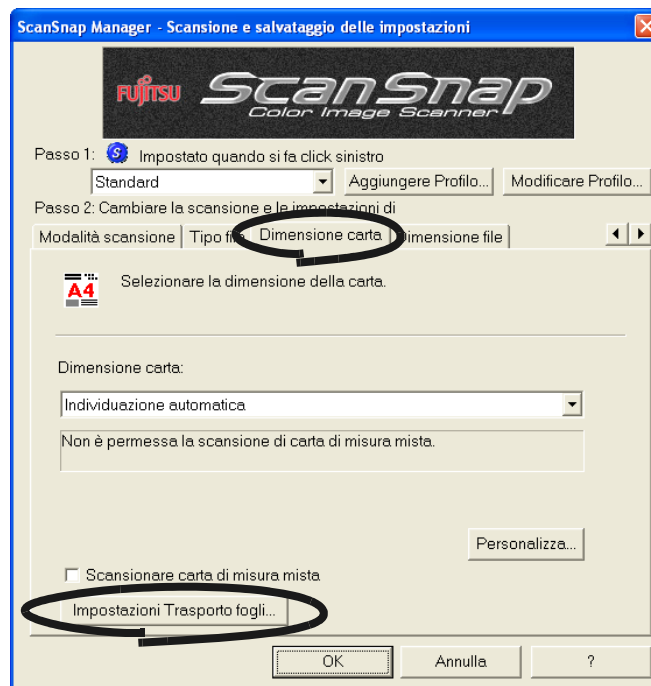 ScanSnap Manager - Scansione e salvataggio delle impostazioni
FUJITSU ScanSnap
Color Image Scanner
Passo 1: S Impostato quando si fa click sinistro
Standard Aggiungere Profilo... Modificare Profilo...
Passo 2: Cambiare la scansione e le impostazioni di
Modalità scansione Tipo file Dimensione carta Dimensione file
A4 Selezionare la dimensione della carta.
Dimensione carta:
Individuazione automatica
Non è permessa la scansione di carta di misura mista.
Personalizza...
Scansionare carta di misura mista
Impostazioni Trasporto fogli...
OK Annulla ?